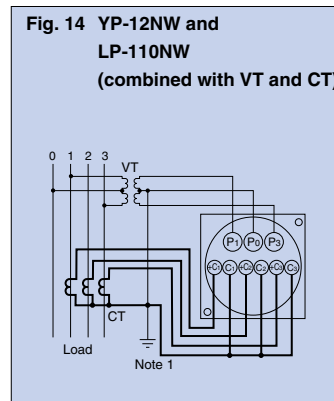 Fig. 14 YP-12NW and
LP-110NW
(combined with VT and CT)
0 1 2 3
VT
P1 P0 P3
+C1 C1 +C2 C2 +C3 C3
CT
Load
Note 1